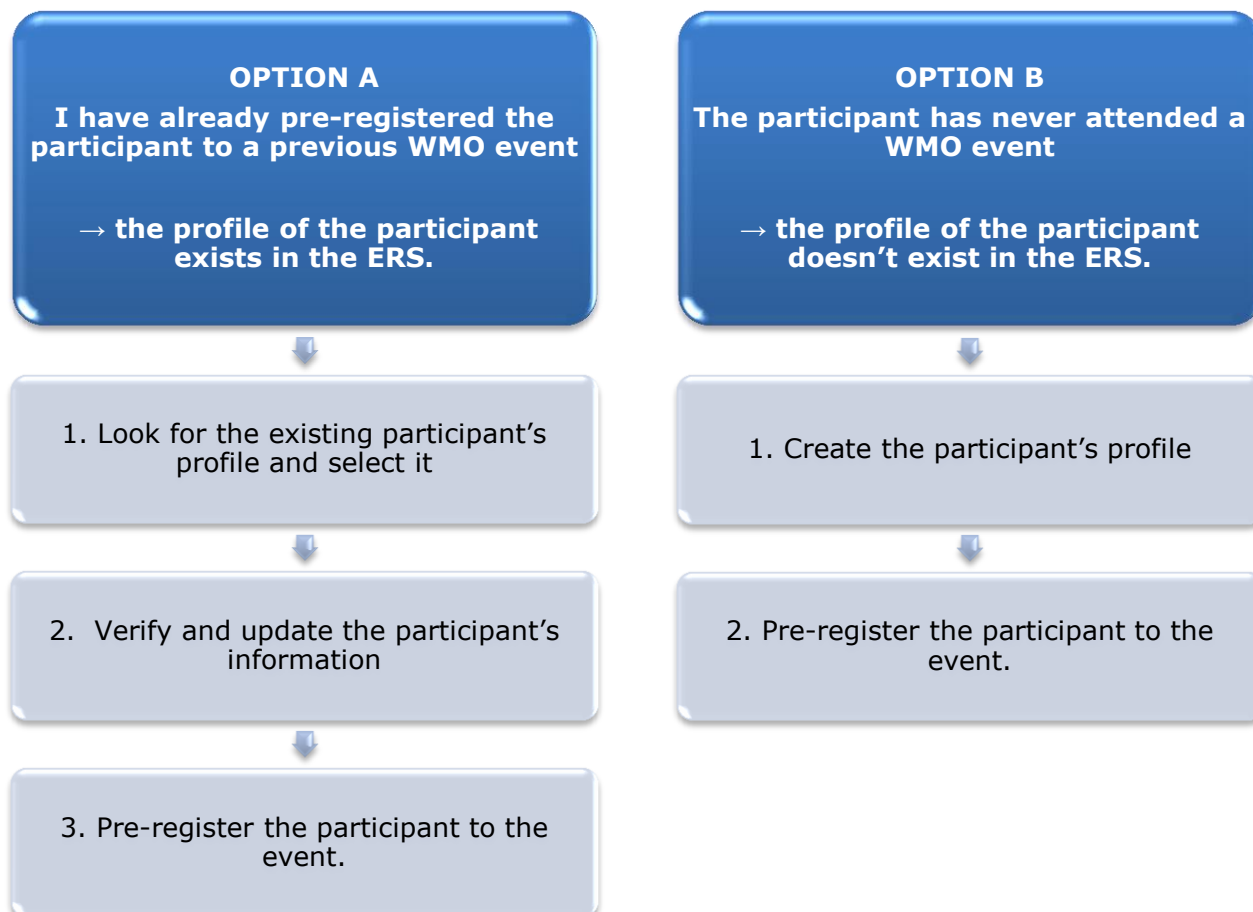 OPTION A
I have already pre-registered the
participant to a previous WMO event
→ the profile of the participant
exists in the ERS.
1. Look for the existing participant’s
profile and select it
2. Verify and update the participant’s
information
3. Pre-register the participant to the
event.
OPTION B
The participant has never attended a
WMO event
→ the profile of the participant
doesn’t exist in the ERS.
1. Create the participant’s profile
2. Pre-register the participant to the
event.